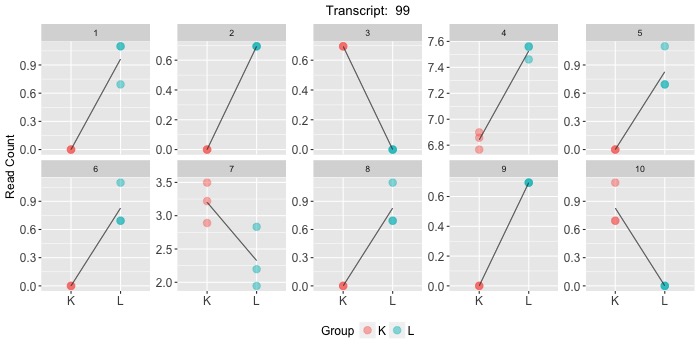 Transcript: 99
1 2 3 4 5
0.9 0.6 0.3 0.0
0.6 0.4 0.2 0.0
0.6 0.4 0.2 0.0
7.6 7.4 7.2 7.0 6.8
0.9 0.6 0.3 0.0
Read Count
6 7 8 9 10
0.9 0.6 0.3 0.0
3.5 3.0 2.5 2.0
0.9 0.6 0.3 0.0
0.6 0.4 0.2 0.0
0.9 0.6 0.3 0.0
K L K L K L K L K L
Group K L